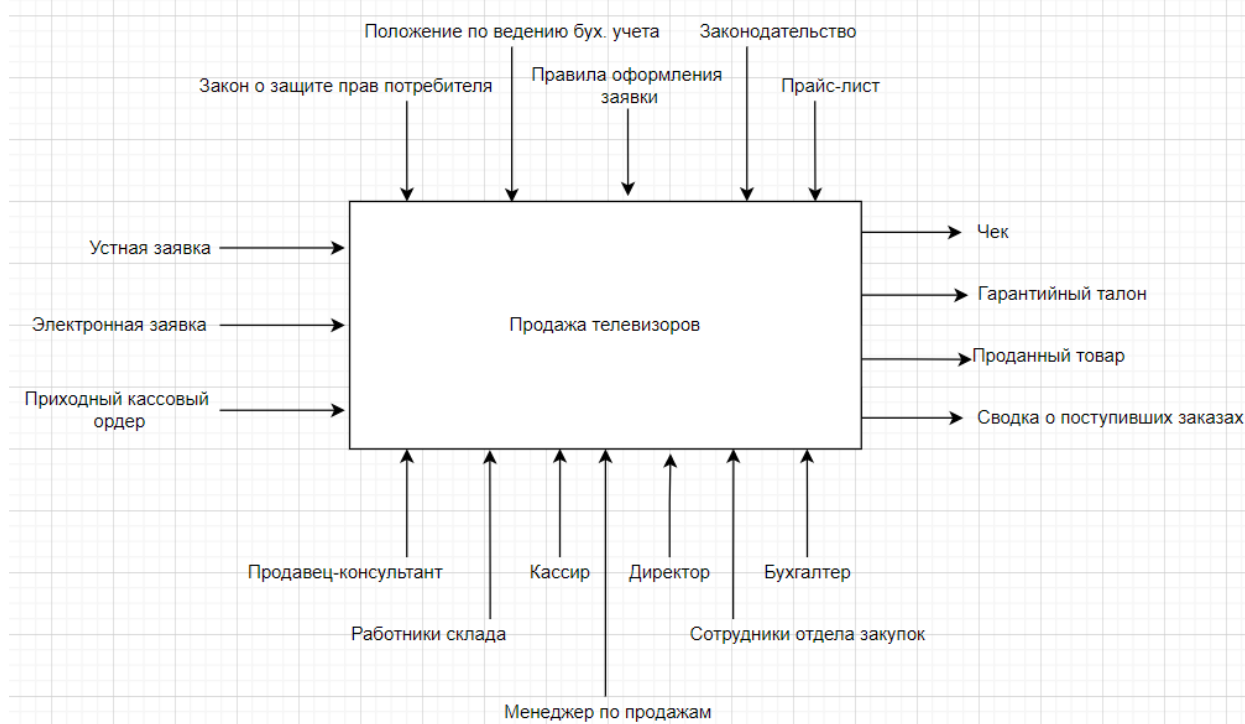 Положение по ведению бух. учета
Законодательство
Закон о защите прав потребителя
Правила оформления
заявки
Прайс-лист
Устная заявка
Электронная заявка
Приходный кассовый
ордер
Продажа телевизоров
Чек
Гарантийный талон
Проданный товар
Сводка о поступивших заказах
Продавец-консультант
Кассир
Директор
Бухгалтер
Работники склада
Сотрудники отдела закупок
Менеджер по продажам